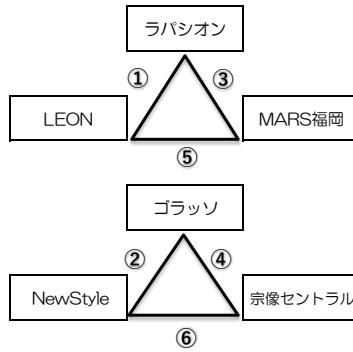 ラパシオン
① ③
LEON MARS福岡
⑤
ゴラッソ
② ④
NewStyle 宗像セントラル
⑥